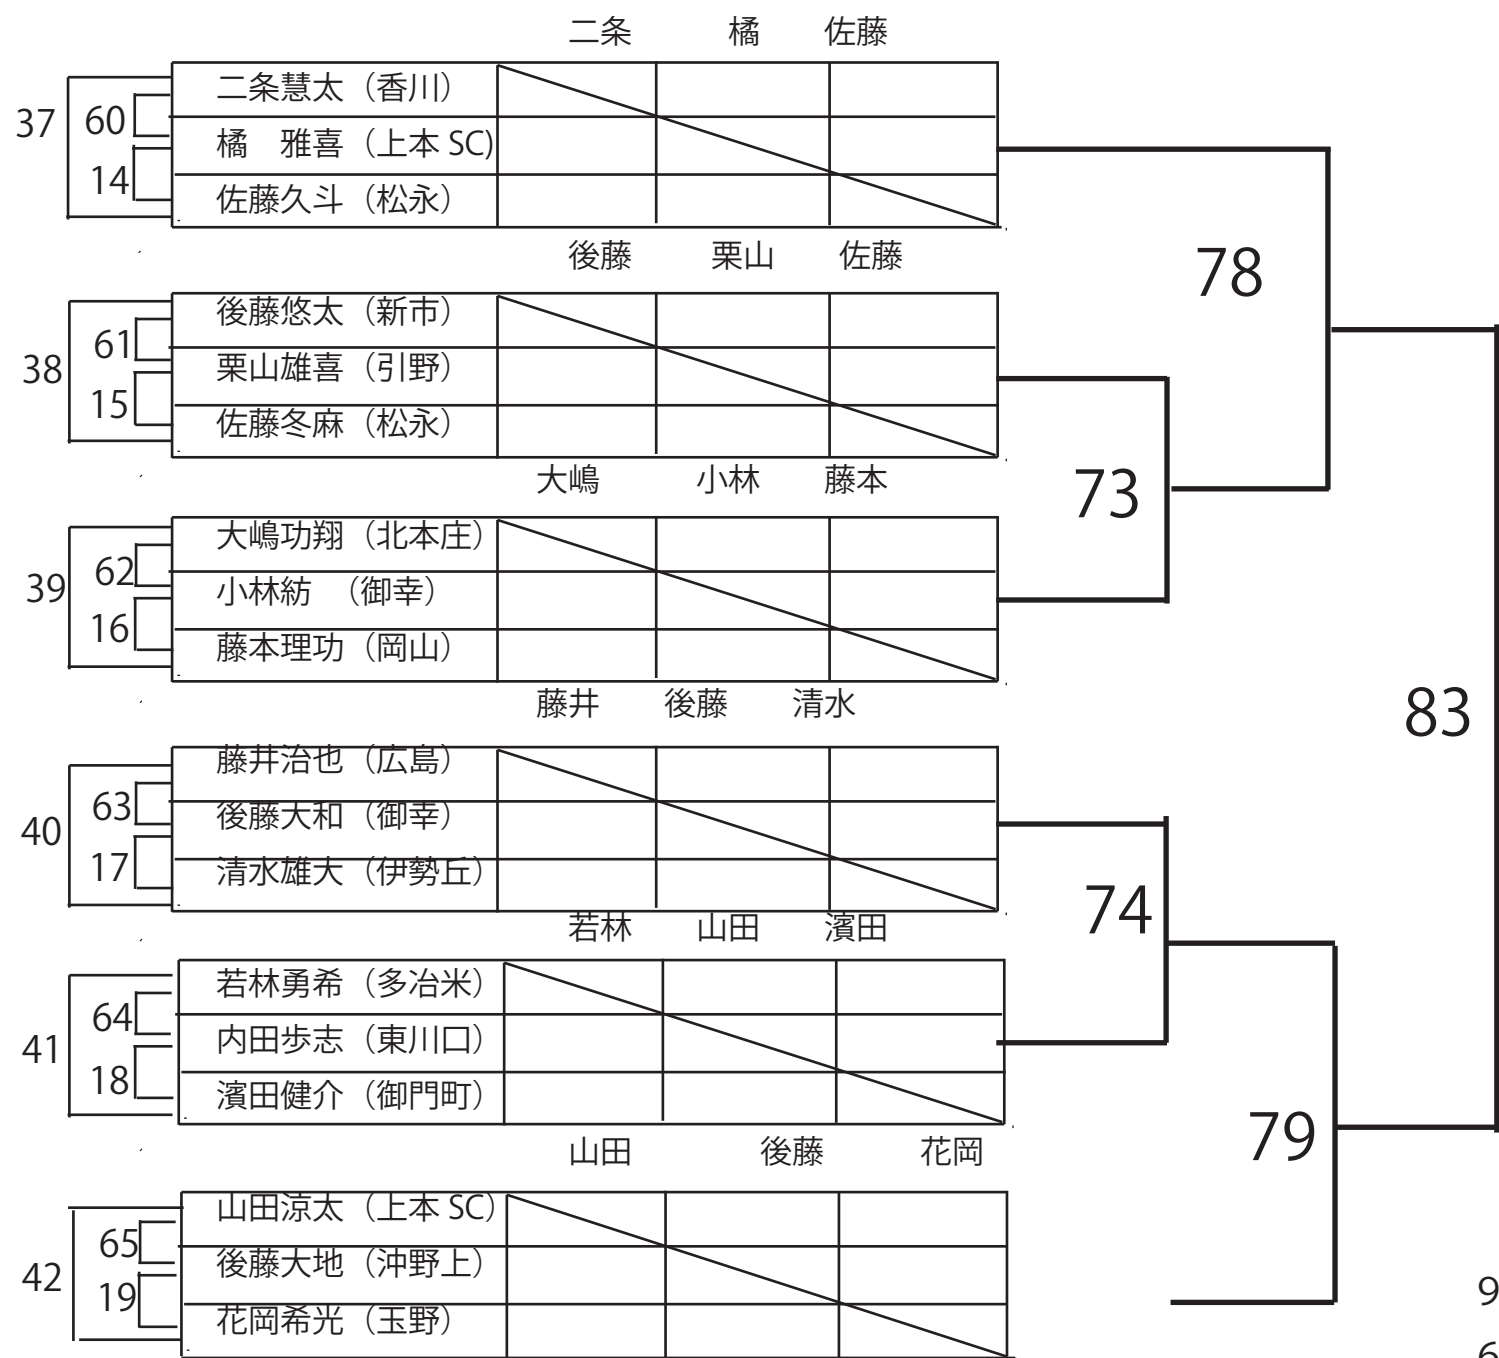 二条 橘 佐藤
二条慧太（香川）
37 60
橘 雅喜（上本 SC)
14
佐藤久斗（松永）
後藤 栗山 佐藤
78
後藤悠太（新市）
61
38 栗山雄喜（引野）
15
佐藤冬麻（松永）
大嶋 小林 藤本
73
大嶋功翔（北本庄）
62
39 小林紡 （御幸）
16
藤本理功（岡山）
藤井 後藤 清水
83
藤井治也（広島）
63
40 後藤大和（御幸）
17
清水雄大（伊勢丘）
74
若林 山田 濱田
若林勇希（多冶米）
64
41 内田歩志（東川口）
18
濱田健介（御門町）
79
山田 後藤 花岡
山田涼太（上本 SC）
65
42 後藤大地（沖野上）
19
9
花岡希光（玉野）
6